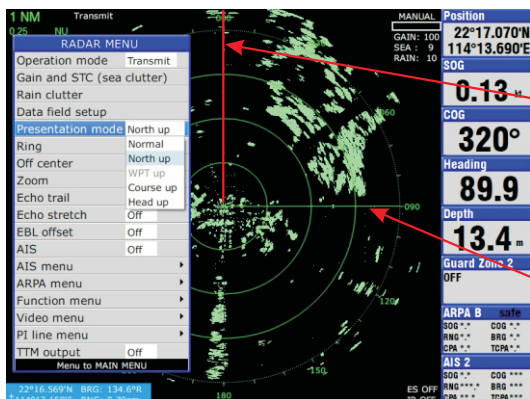 1 NM
Transmit
0.25
NU
000
060
090
120
150
180
RADAR MENU
Operation mode Transmit
Gain and STC (sea clutter)
Rain clutter
Data field setup
Presentation mode North up
Ring Normal
Off center North up
Zoom WPT up
Echo trail Course up
Echo stretch Head up
Off
EBL offset Off
AIS Off
AIS menu
ARPA menu
Function menu
Video menu
PI line menu
TTM output Off
Menu to MAIN MENU
22°16.569'N BRG: 134.6°R
MANUAL
GAIN: 100
SEA : 9
RAIN: 10
ES OFF
Position
22°17.070'N
114°13.690'E
SOG
0.13 kt
COG
320°
Heading
89.9
Depth
13.4 m
Guard Zone 2
OFF
ARPA B safe
SOG *.* COG *.*
RNG *.* BRG *.*
CPA *.* TCPA *.*
AIS 2
SOG *.* COG ***
RNG ***.* BRG ***